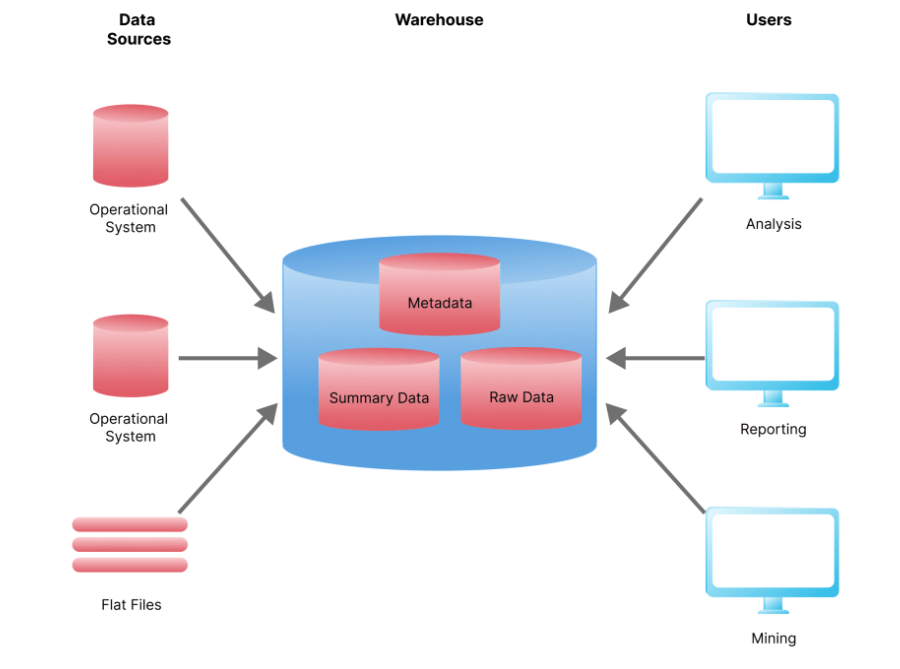 Data
Sources
Warehouse
Users
Operational
System
Analysis
Metadata
Operational
System
Summary Data
Raw Data
Reporting
Flat Files
Mining